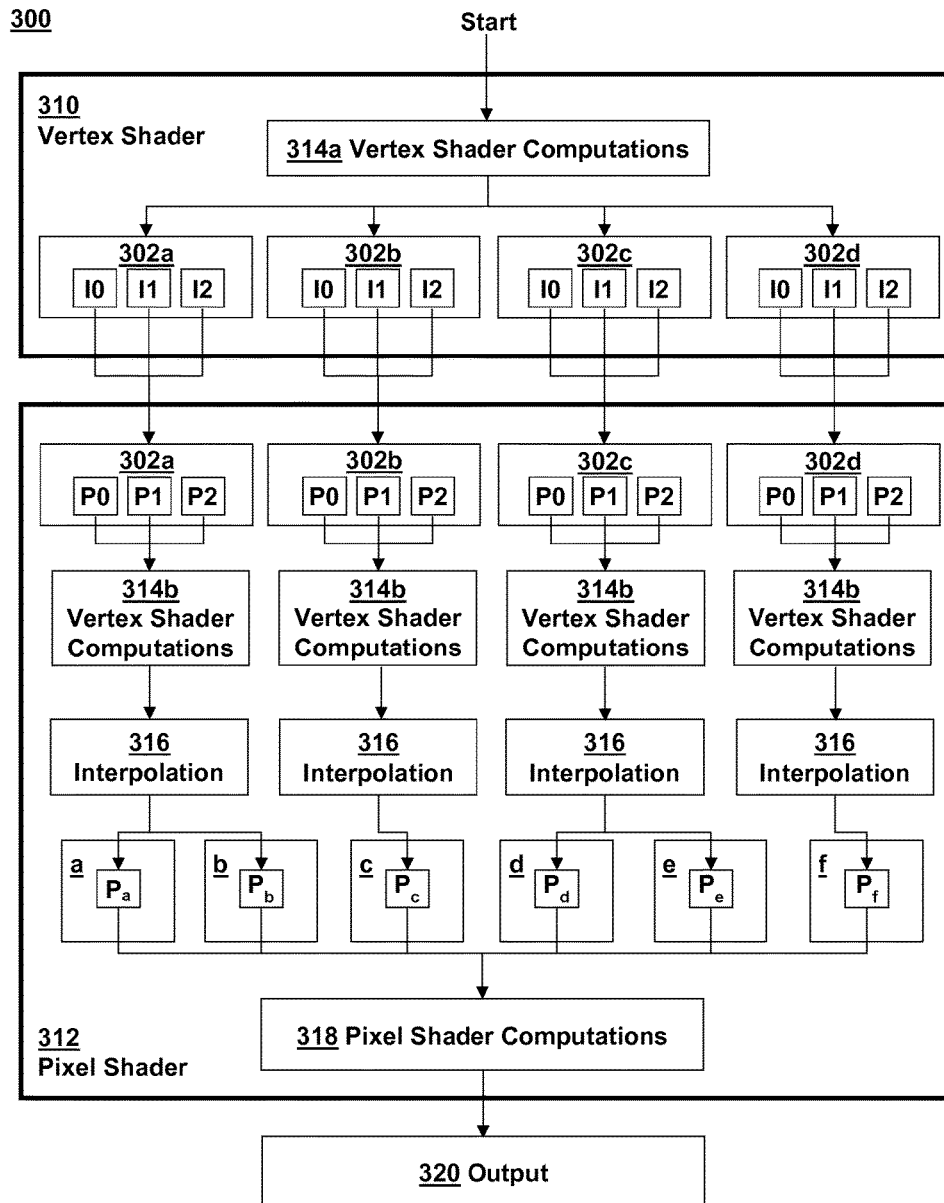 300
Start
310
Vertex Shader
314a Vertex Shader Computations
302a 302b 302c 302d
I0 I1 I2 I0 I1 I2 I0 I1 I2 I0 I1 I2
302a 302b 302c 302d
P0 P1 P2 P0 P1 P2 P0 P1 P2 P0 P1 P2
314b 314b 314b 314b
Vertex Shader Vertex Shader Vertex Shader Vertex Shader
Computations Computations Computations Computations
316 316 316 316
Interpolation Interpolation Interpolation Interpolation
a b c d e f
Pa Pb Pc Pd Pe Pf
318 Pixel Shader Computations
312
Pixel Shader
320 Output